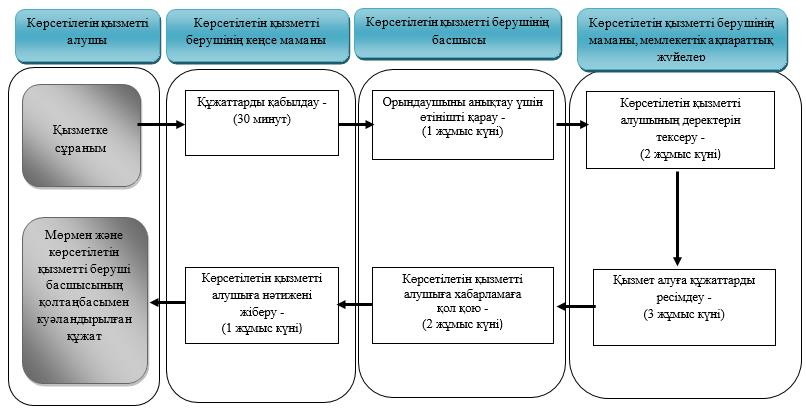 Көрсетілетін қызметті
алушы
Көрсетілетін қызметті
берушінің кеңсе маманы
Көрсетілетін қызметті берушінің
басшысы
Көрсетілетін қызметті берушінің
маманы, мемлекеттік ақпараттық
жүйелер
Қызметке
сұраным
Құжаттарды қабылдау -
(30 минут)
Орындаушыны анықтау үшін
өтінішті қарау -
(1 жұмыс күні)
Көрсетілетін қызметті
алушының деректерін
тексеру -
(2 жұмыс күні)
Мөрмен және
көрсетілетін
қызметті беруші
басшысының
қолтаңбасымен
куәландырылған
құжат
Көрсетілетін қызметті
алушыға нәтижені
жіберу -
(1 жұмыс күні)
Көрсетілетін қызметті
алушыға хабарламаға
қол қою -
(2 жұмыс күні)
Қызмет алуға құжаттарды
ресімдеу -
(3 жұмыс күні)